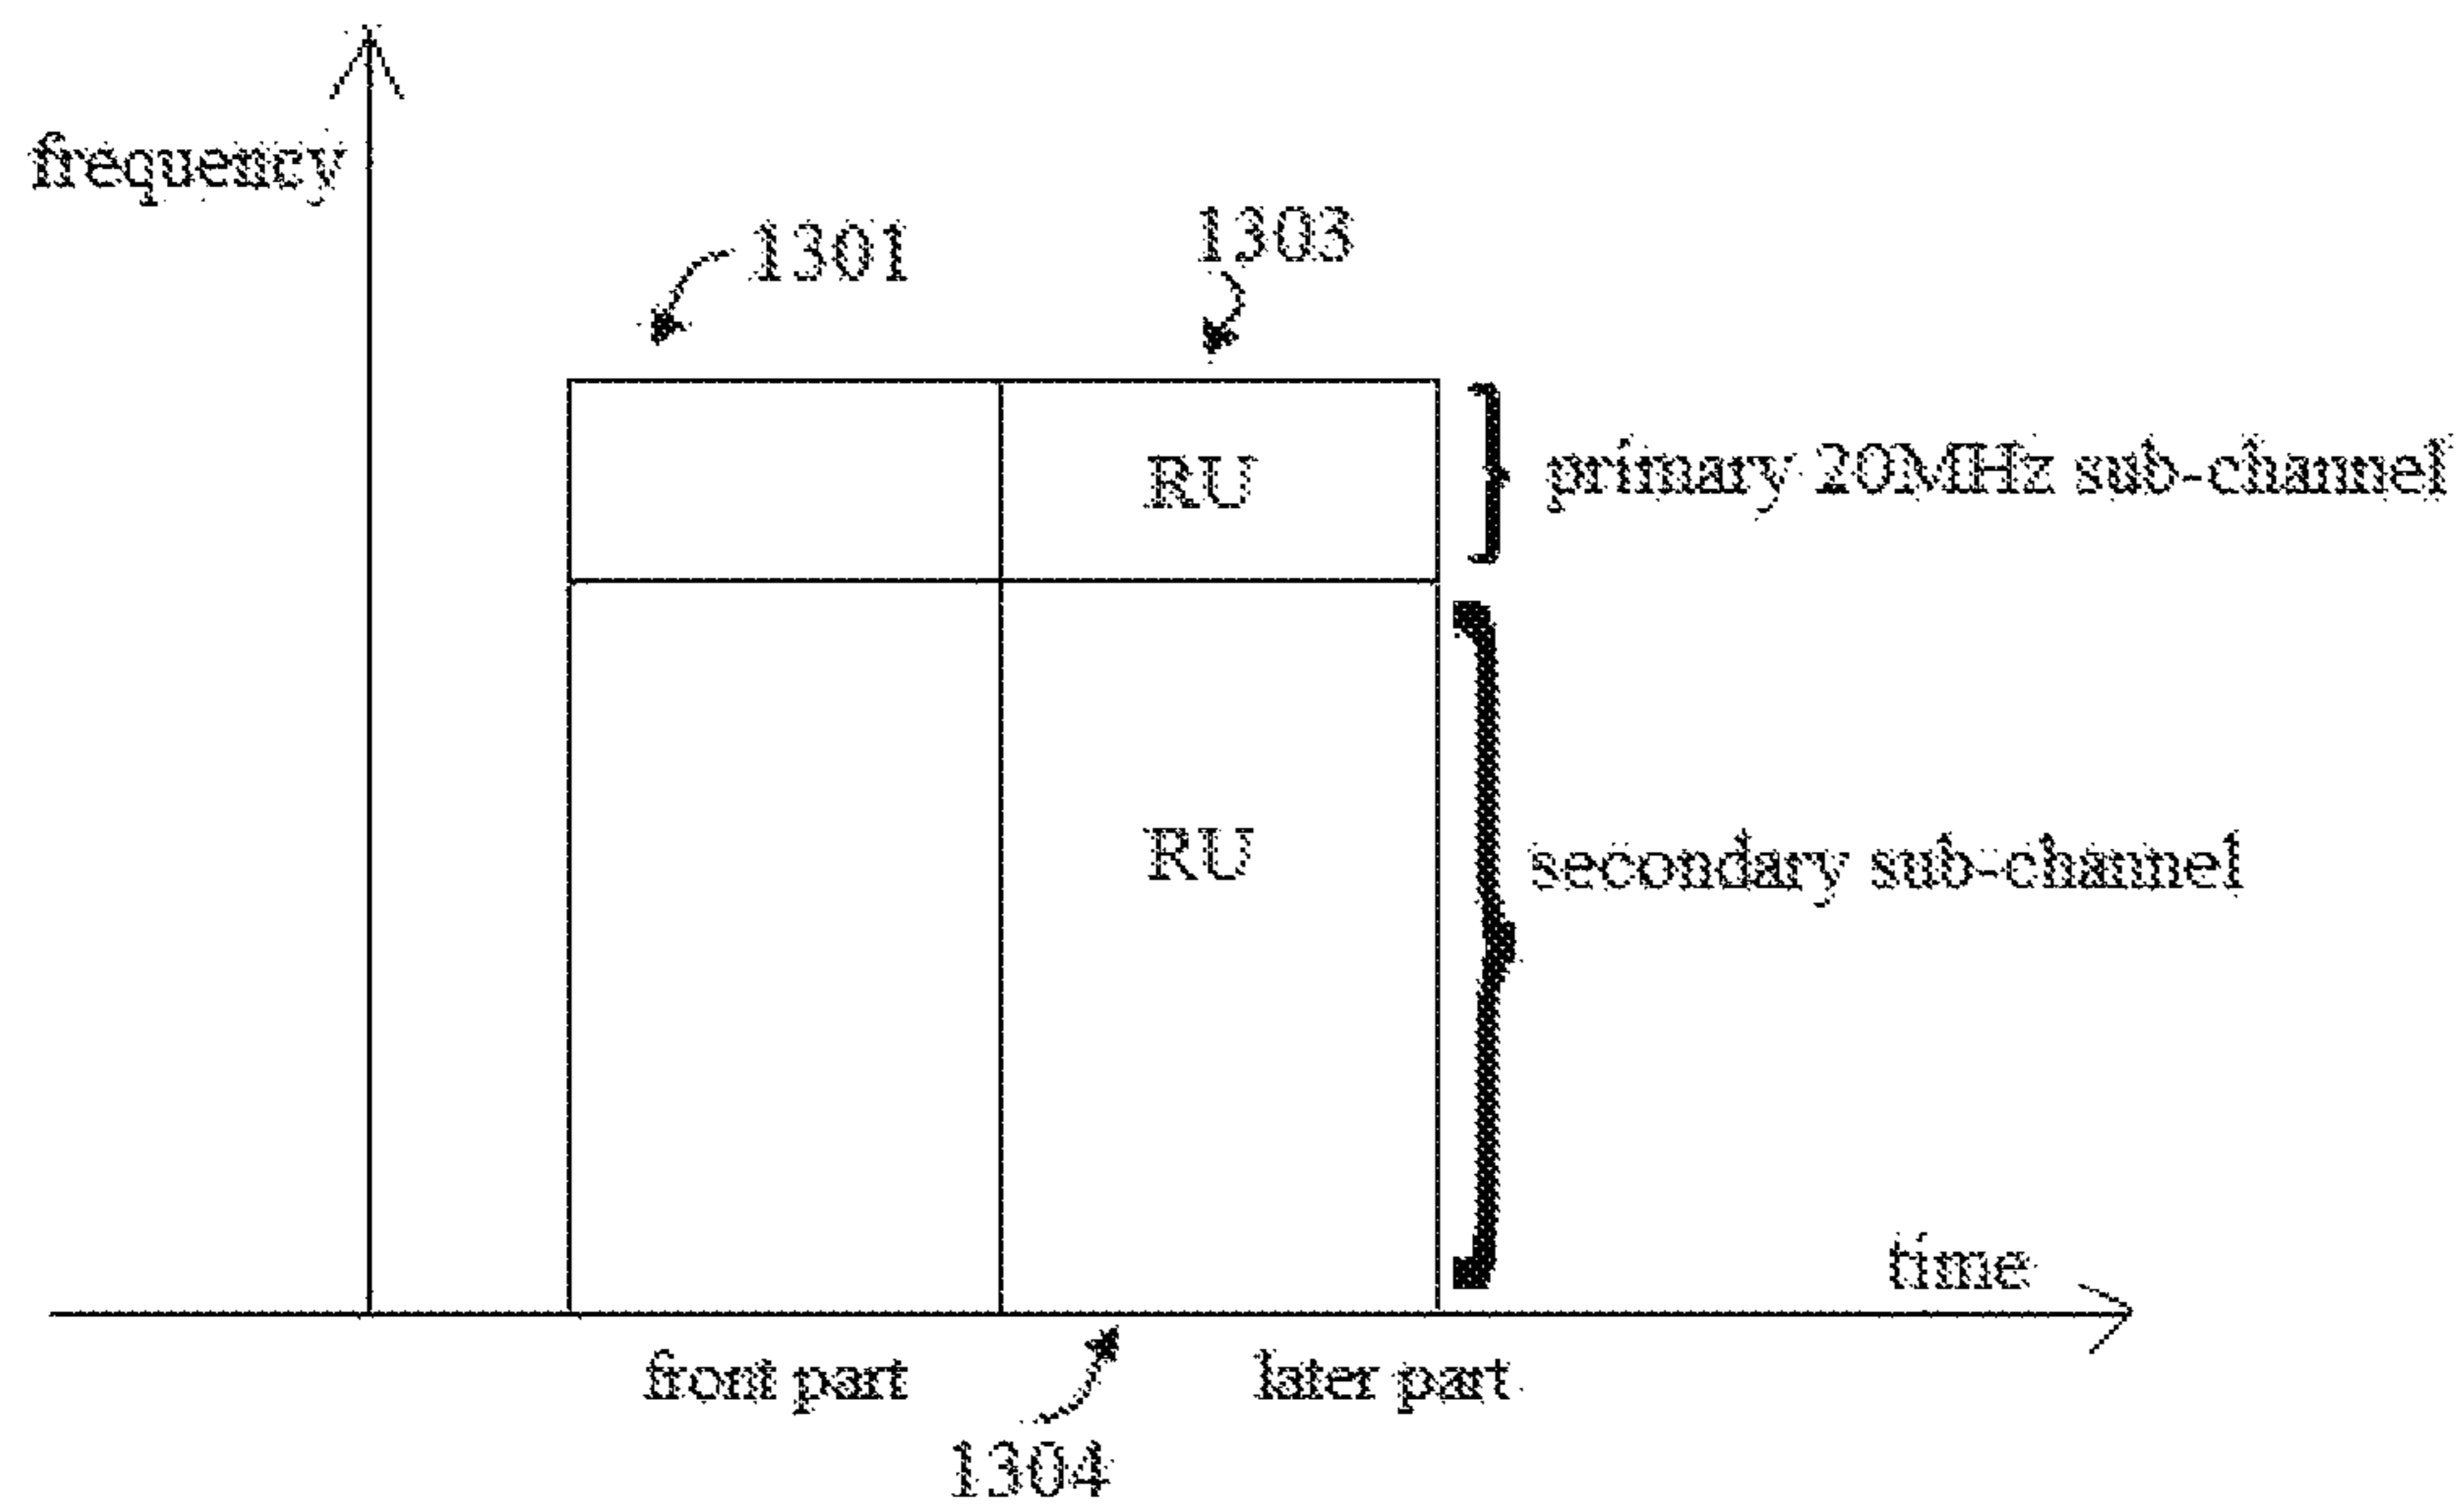 frequency
1301
1303
RU
primary 20MHz sub-channel
RU
secondary sub-channel
time
front part
later part
1304